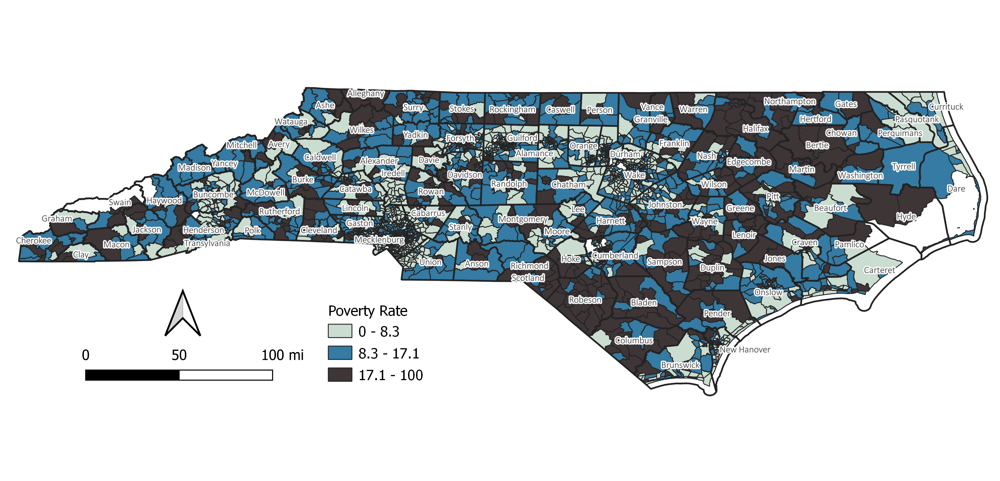 Alleghany
Ashe
Surry
Stokes
Rockingham
Caswell
Person
Vance
Warren
Northampton
Gates
Currituck
Watauga
Wilkes
Granville
Halifax
Hertford
Pasquotank
Yadkin
Forsyth
Guilford
Orange
Franklin
Chowan
Perquimans
Mitchell
Avery
Caldwell
Alexander
Davie
Alamance
Durham
Nash
Edgecombe
Bertie
Madison
Yancey
Burke
Iredell
Davidson
Randolph
Chatham
Wake
Wilson
Martin
Washington
Tyrrell
Dare
Swain
Haywood
Buncombe
McDowell
Catawba
Rowan
Johnston
Pitt
Beaufort
Hyde
Graham
Rutherford
Lincoln
Cabarrus
Montgomery
Lee
Harnett
Wayne
Greene
Cherokee
Jackson
Henderson
Polk
Cleveland
Gaston
Stanly
Moore
Lenoir
Craven
Pamlico
Clay
Macon
Transylvania
Mecklenburg
Union
Anson
Richmond
Scotland
Hoke
Cumberland
Sampson
Duplin
Jones
Carteret
Onslow
Robeson
Bladen
Pender
Columbus
New Hanover
Brunswick
Poverty Rate
0 - 8.3
8.3 - 17.1
17.1 - 100
0 50 100 mi